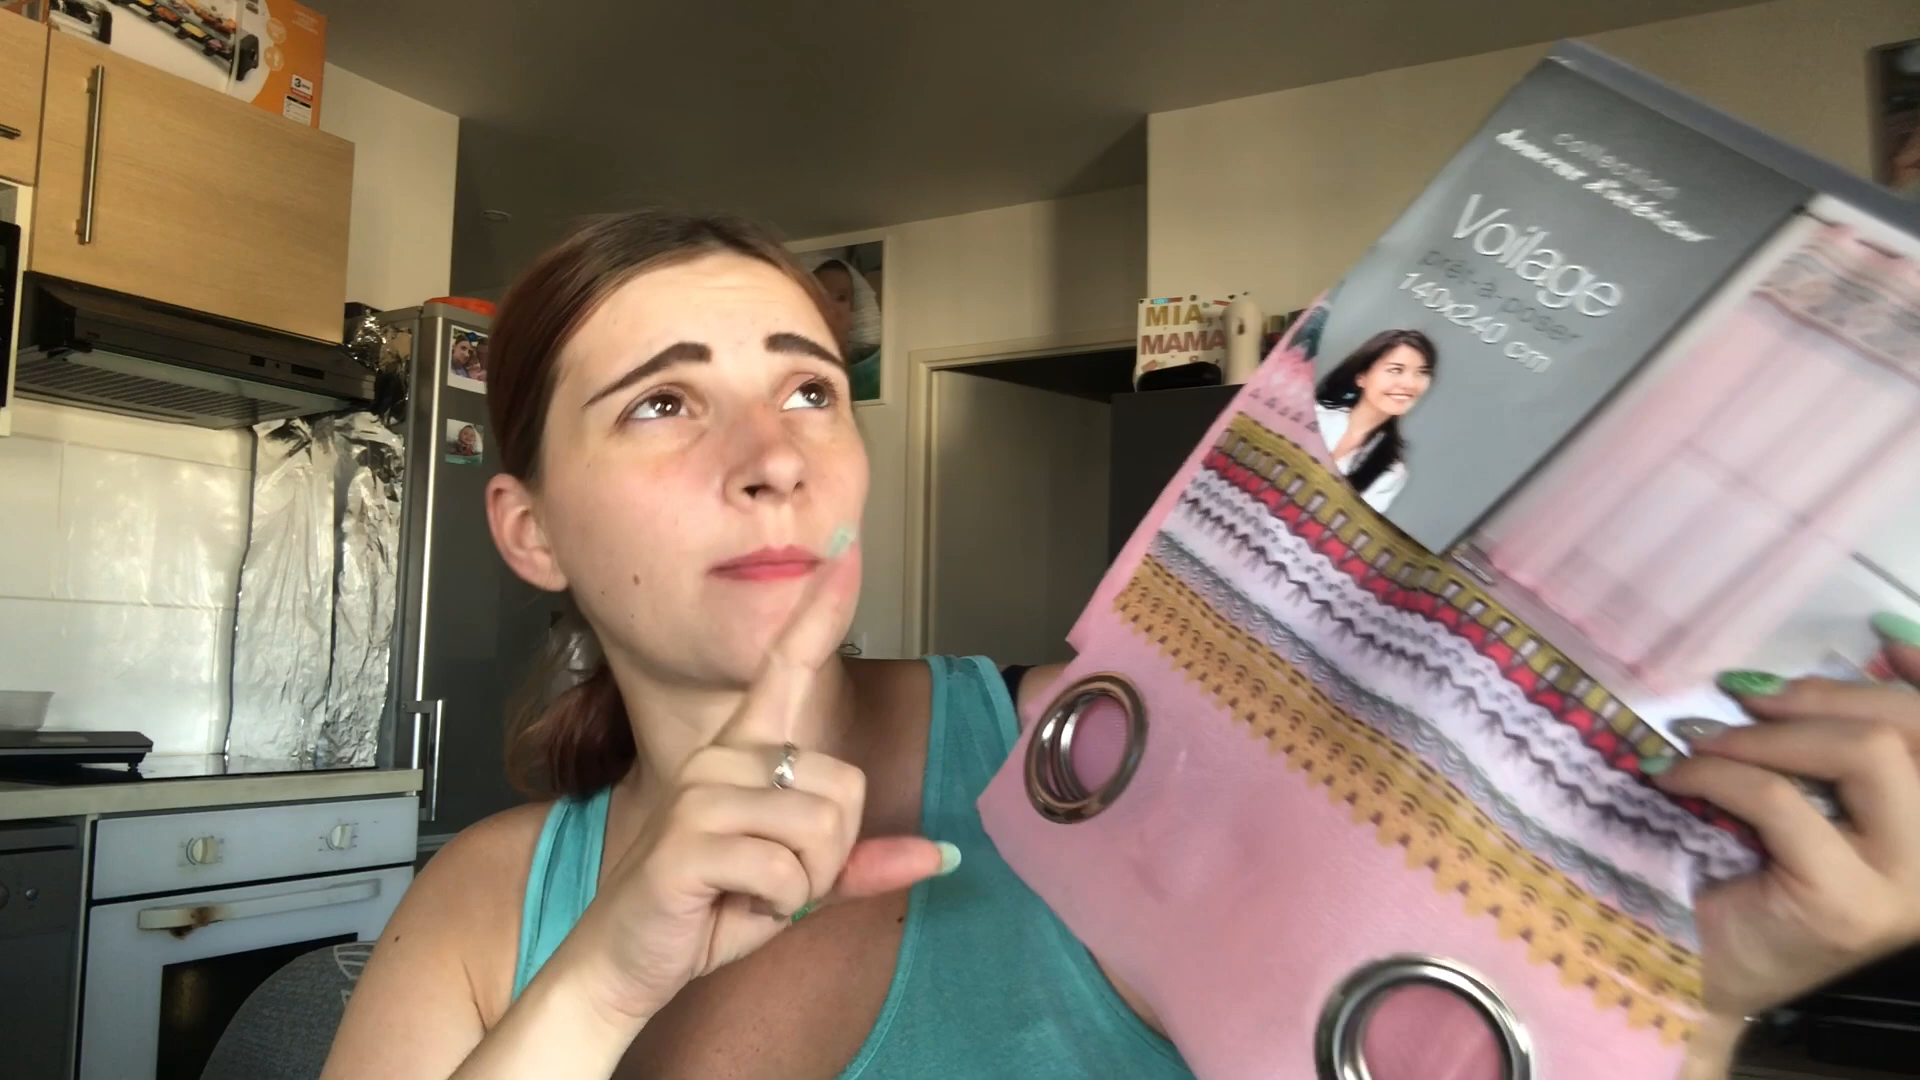 MIA,
MAMA
&
collection
Voilage
prêt-à-poser
140x240 cm